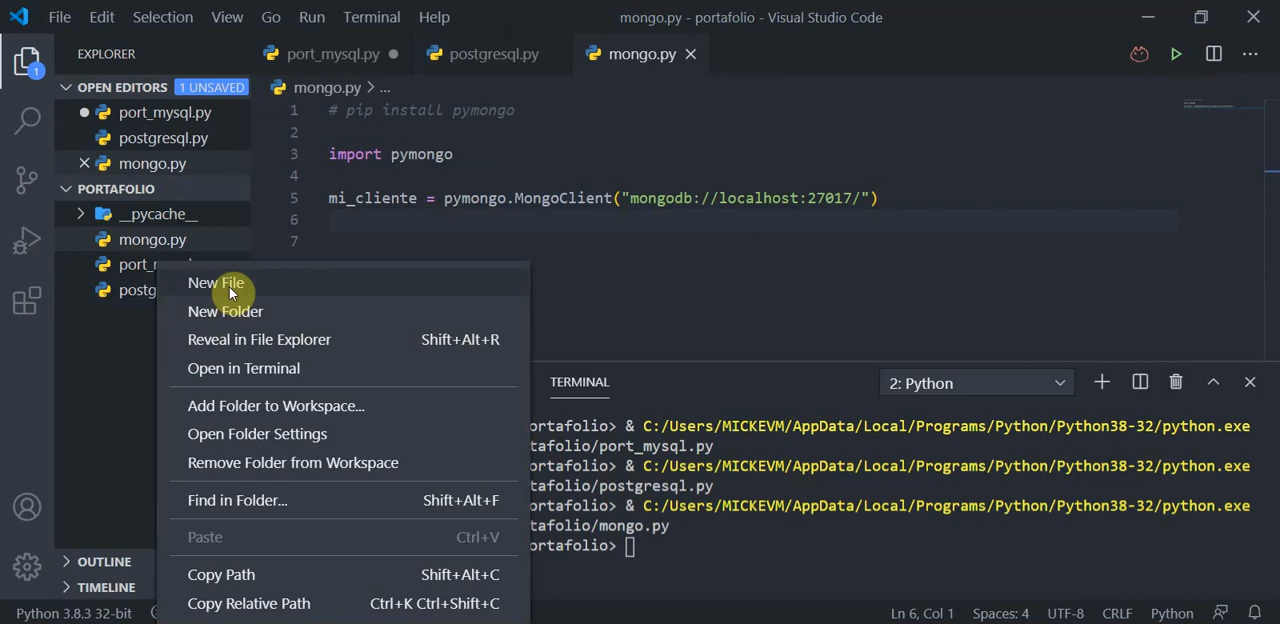 File Edit Selection View Go Run Terminal Help
mongo.py - portafolio - Visual Studio Code
EXPLORER
1
OPEN EDITORS 1 UNSAVED
port_mysql.py
postgresql.py
mongo.py
PORTAFOLIO
__pycache__
mongo.py
port_
postg
OUTLINE
TIMELINE
port_mysql.py
postgresql.py
mongo.py
mongo.py > ...
1 # pip install pymongo
2
3 import pymongo
4
5 mi_cliente = pymongo.MongoClient("mongodb://localhost:27017/")
6
7
New File
New Folder
Reveal in File Explorer Shift+Alt+R
Open in Terminal
Add Folder to Workspace...
Open Folder Settings
Remove Folder from Workspace
Find in Folder... Shift+Alt+F
Paste Ctrl+V
Copy Path Shift+Alt+C
Copy Relative Path Ctrl+K Ctrl+Shift+C
TERMINAL
2: Python
ortafolio> & C:/Users/MICKEVM/AppData/Local/Programs/Python/Python38-32/python.exe
tafolio/port_mysql.py
ortafolio> & C:/Users/MICKEVM/AppData/Local/Programs/Python/Python38-32/python.exe
tafolio/postgresql.py
ortafolio> & C:/Users/MICKEVM/AppData/Local/Programs/Python/Python38-32/python.exe
tafolio/mongo.py
ortafolio>
Python 3.8.3 32-bit
Ln 6, Col 1 Spaces: 4 UTF-8 CRLF Python